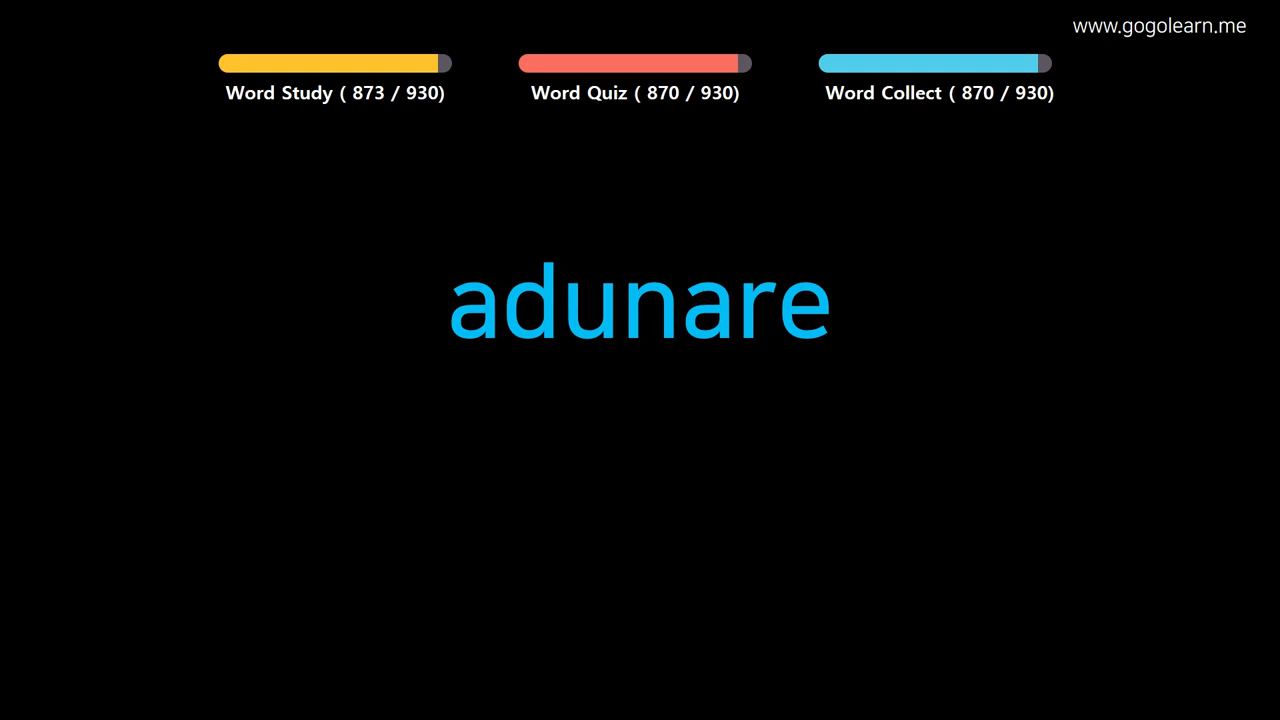 www.gogolearn.me
Word Study ( 873 / 930)
Word Quiz ( 870 / 930)
Word Collect ( 870 / 930)
adunare